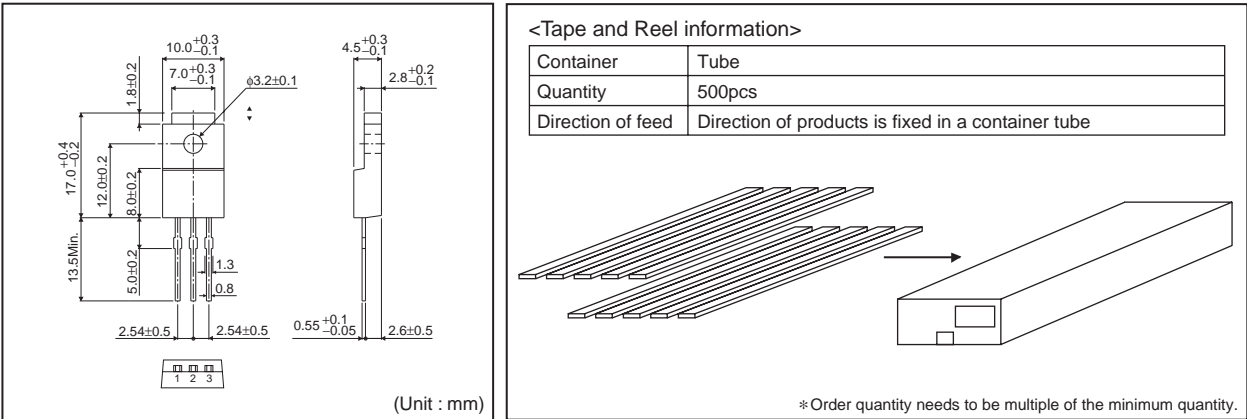 10.0+0.3−0.1
7.0+0.3−0.1
1.8±0.2
φ3.2±0.1
17.0+0.4−0.2
12.0±0.2
8.0±0.2
13.5Min.
5.0±0.2
1.3
0.8
2.54±0.5 2.54±0.5
1 2 3
4.5+0.3−0.1
2.8+0.2−0.1
0.55+0.1−0.05
2.6±0.5
(Unit : mm)
<Tape and Reel information>
Container Tube
Quantity 500pcs
Direction of feed Direction of products is fixed in a container tube
∗Order quantity needs to be multiple of the minimum quantity.